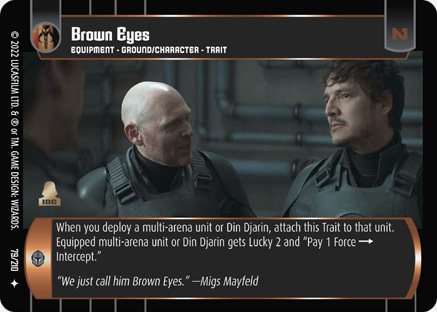 Brown Eyes
EQUIPMENT - GROUND/CHARACTER - TRAIT
N
© 2022 LUCASFILM LTD. & ® or TM. GAME DESIGN: WIZARDS.
79/210
IDC
When you deploy a multi-arena unit or Din Djarin, attach this Trait to that unit.
Equipped multi-arena unit or Din Djarin gets Lucky 2 and "Pay 1 Force →
Intercept."
"We just call him Brown Eyes." —Migs Mayfeld